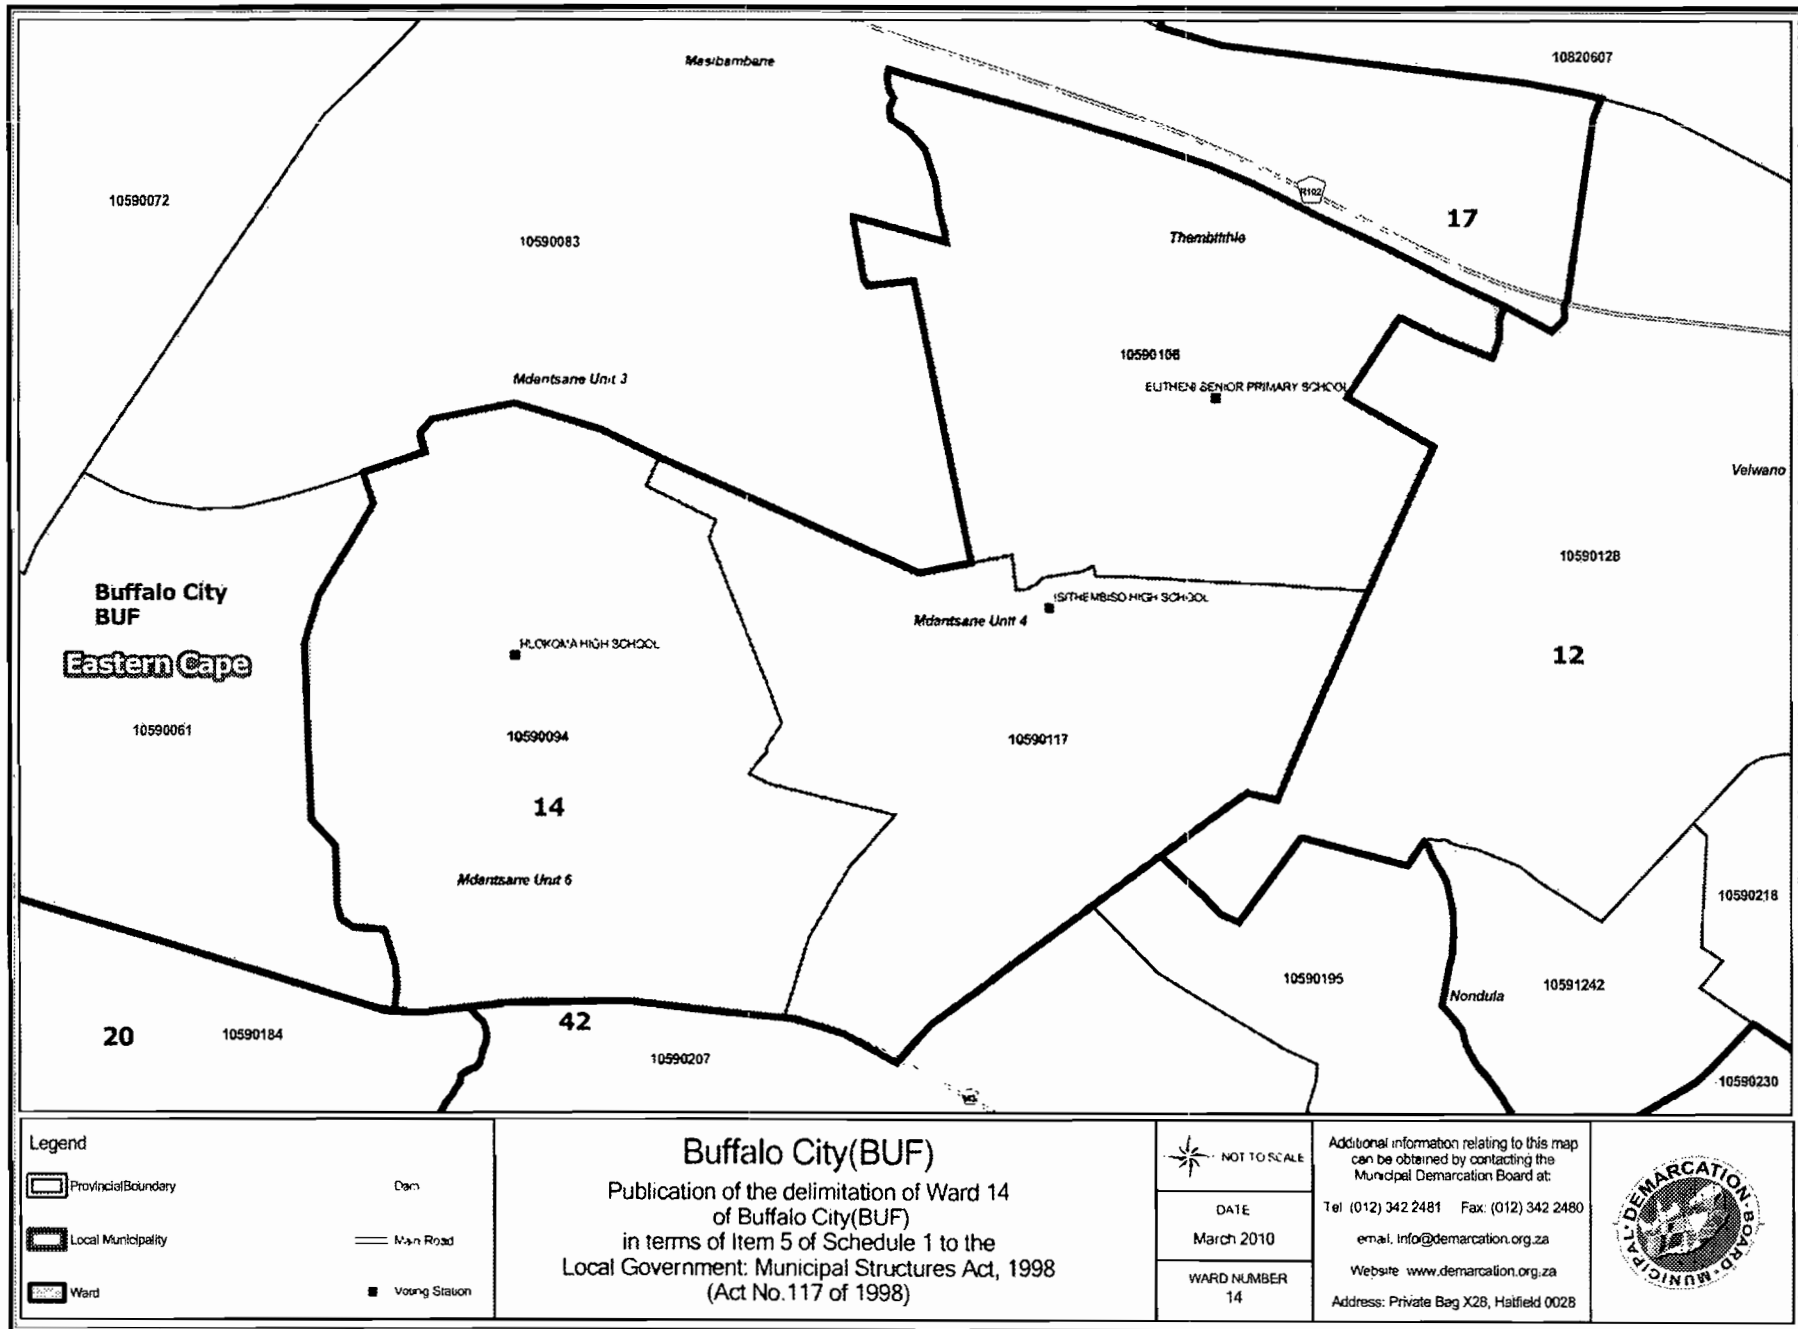 Masibambane
10820607
10590072
10590083
R102
17
10590106
ELITHENI SENIOR PRIMARY SCHOOL
Mdantsane Unit 3
Velwano
10590128
Buffalo City
BUF
Eastern Cape
ISITHEMBISO HIGH SCHOOL
Mdantsane Unit 4
HLOKOMA HIGH SCHOOL
12
10590061
10590094
10590117
14
Mdantsane Unit 6
10590218
10590195
10591242
Nondula
20
10590184
42
10590207
10590230
Legend
Provincial Boundary
Dam
Local Municipality
Main Road
Ward
Voting Station
Buffalo City(BUF)
Publication of the delimitation of Ward 14
of Buffalo City(BUF)
in terms of Item 5 of Schedule 1 to the
Local Government: Municipal Structures Act, 1998
(Act No.117 of 1998)
NOT TO SCALE
DATE
March 2010
WARD NUMBER
14
Additional information relating to this map
can be obtained by contacting the
Municipal Demarcation Board at:
Tel (012) 342 2481 Fax: (012) 342 2480
email. info@demarcation.org.za
Website www.demarcation.org.za
Address: Private Bag X28, Hatfield 0028
MUNICIPAL DEMARCATION BOARD